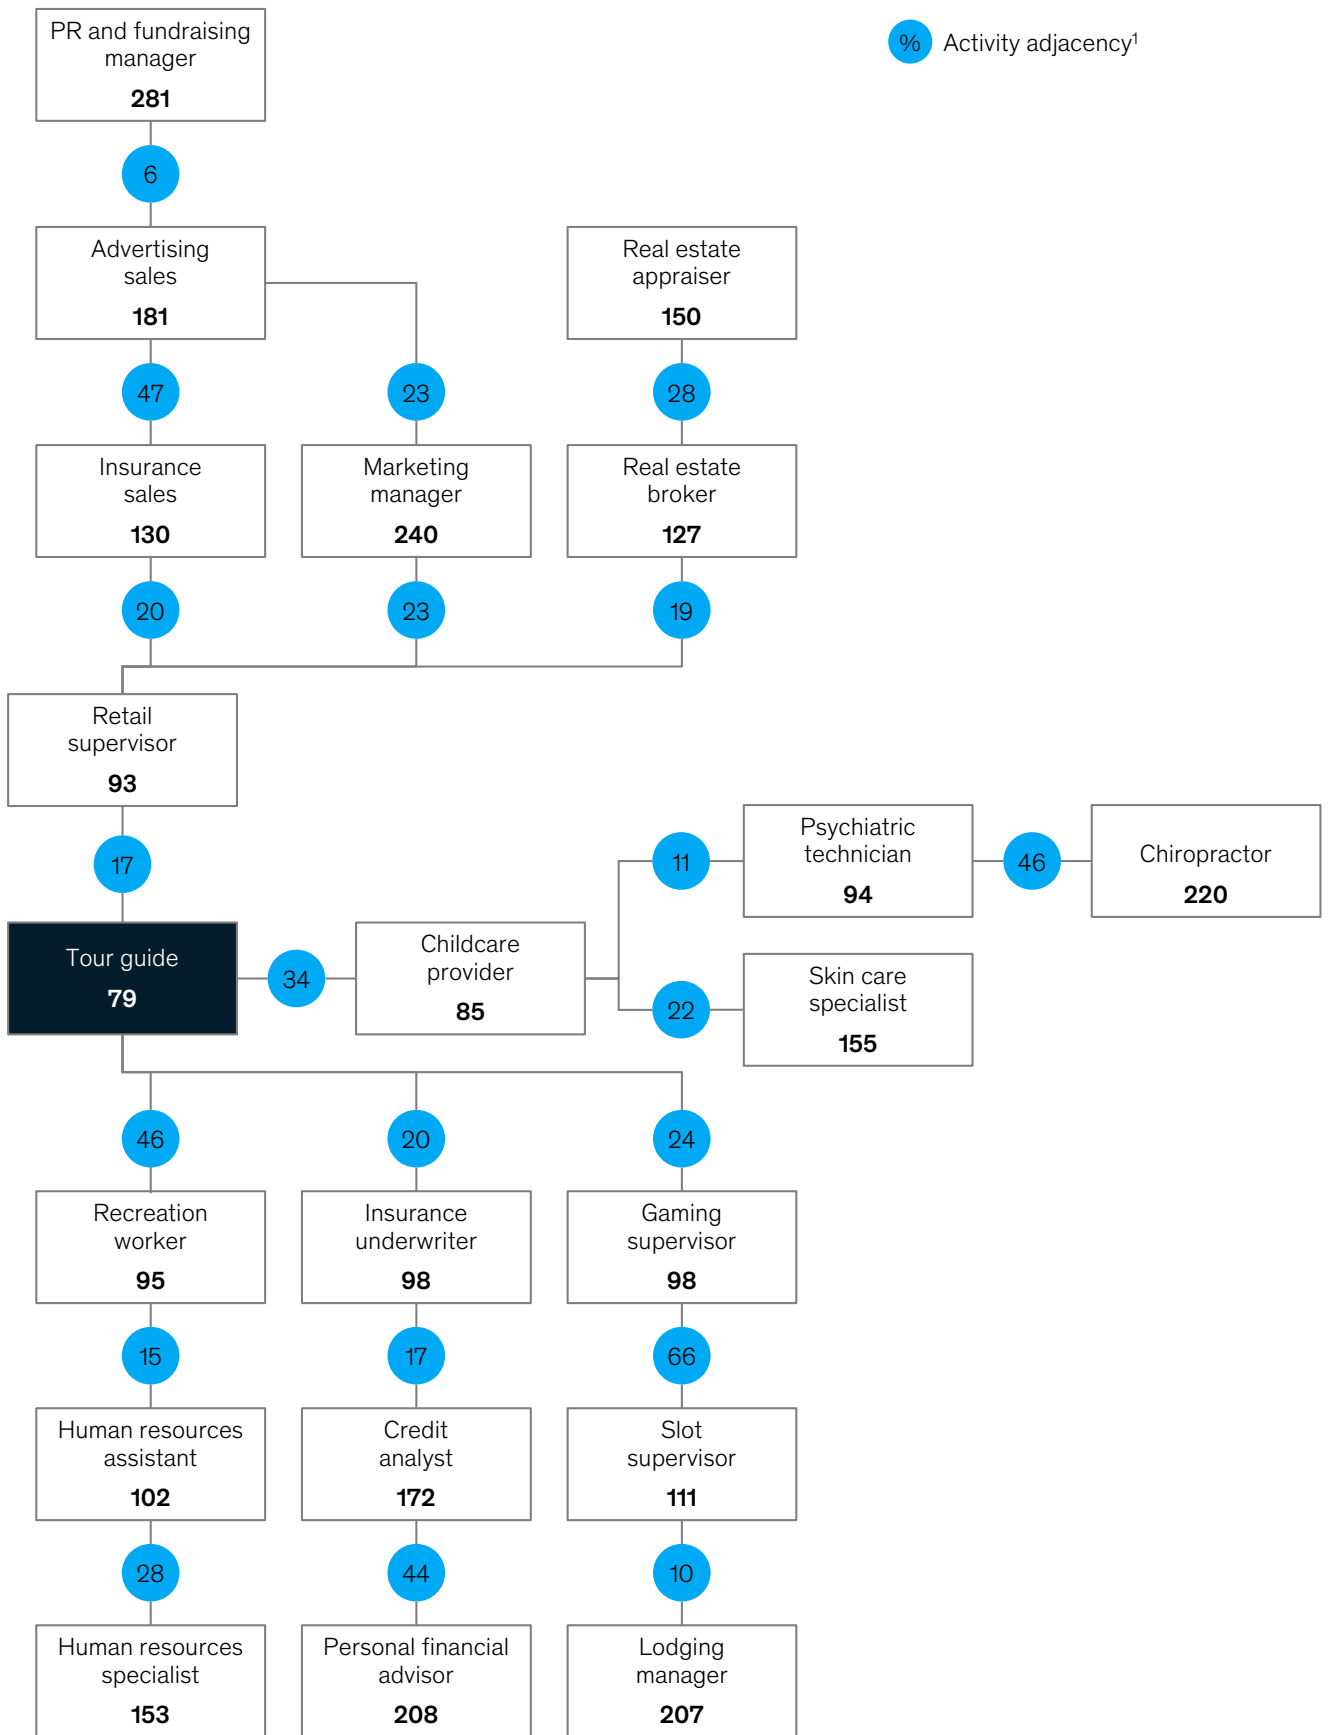 PR and fundraising
manager
281
% Activity adjacency¹
6
Advertising
sales
181
Real estate
appraiser
150
47
23
28
Insurance
sales
130
Marketing
manager
240
Real estate
broker
127
20
23
19
Retail
supervisor
93
17
Psychiatric
technician
94
11
46
Chiropractor
220
Tour guide
79
34
Childcare
provider
85
22
Skin care
specialist
155
46
20
24
Recreation
worker
95
Insurance
underwriter
98
Gaming
supervisor
98
15
17
66
Human resources
assistant
102
Credit
analyst
172
Slot
supervisor
111
28
44
10
Human resources
specialist
153
Personal financial
advisor
208
Lodging
manager
207